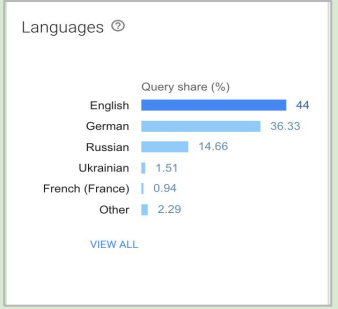 Languages
Query share (%)
English 44
German 36.33
Russian 14.66
Ukrainian 1.51
French (France) 0.94
Other 2.29
VIEW ALL